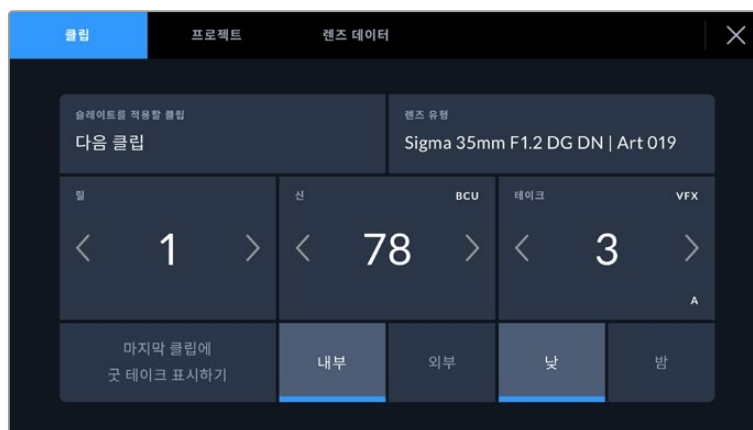 클립 프로젝트 렌즈 데이터
슬레이트를 적용할 클립 렌즈 유형
다음 클립 Sigma 35mm F1.2 DG DN | Art 019
릴 신 BCU 테이크 VFX
1 78 3
A
마지막 클립에
굿 테이크 표시하기
내부 외부 낮 밤